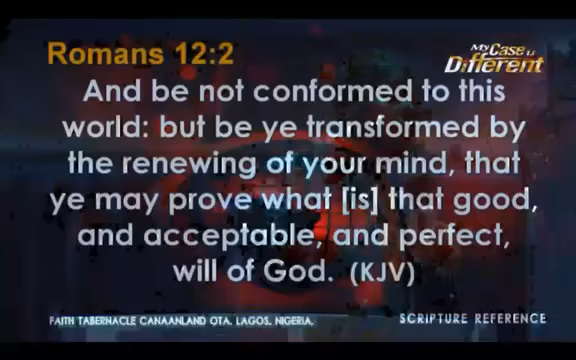 Romans 12:2
My Case Is
Different
And be not conformed to this
world: but be ye transformed by
the renewing of your mind, that
ye may prove what [is] that good,
and acceptable, and perfect,
will of God. (KJV)
FAITH TABERNACLE CANAANLAND OTA. LAGOS. NIGERIA.
SCRIPTURE REFERENCE